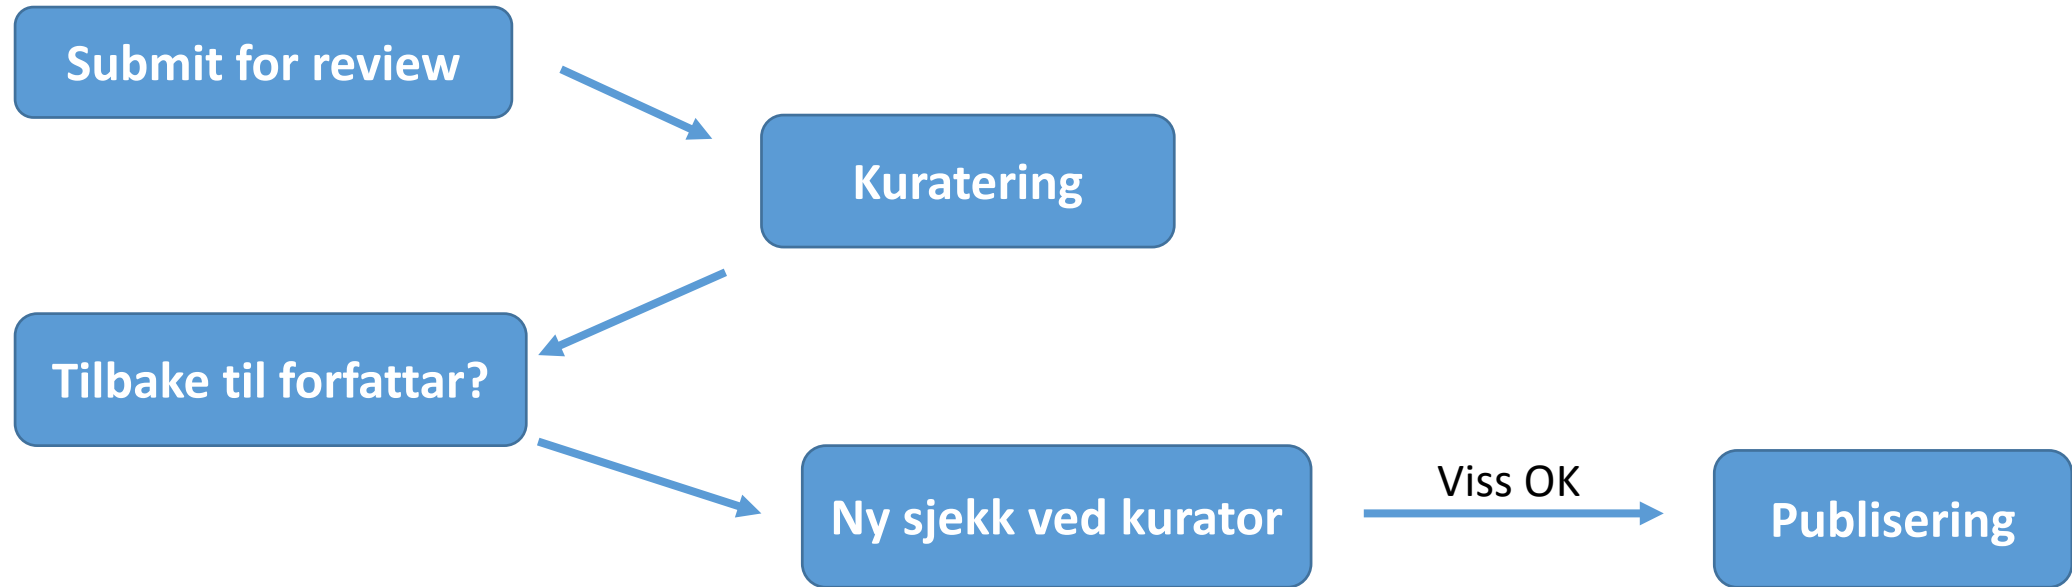 Submit for review
Kuratering
Tilbake til forfattar?
Ny sjekk ved kurator
Viss OK
Publisering